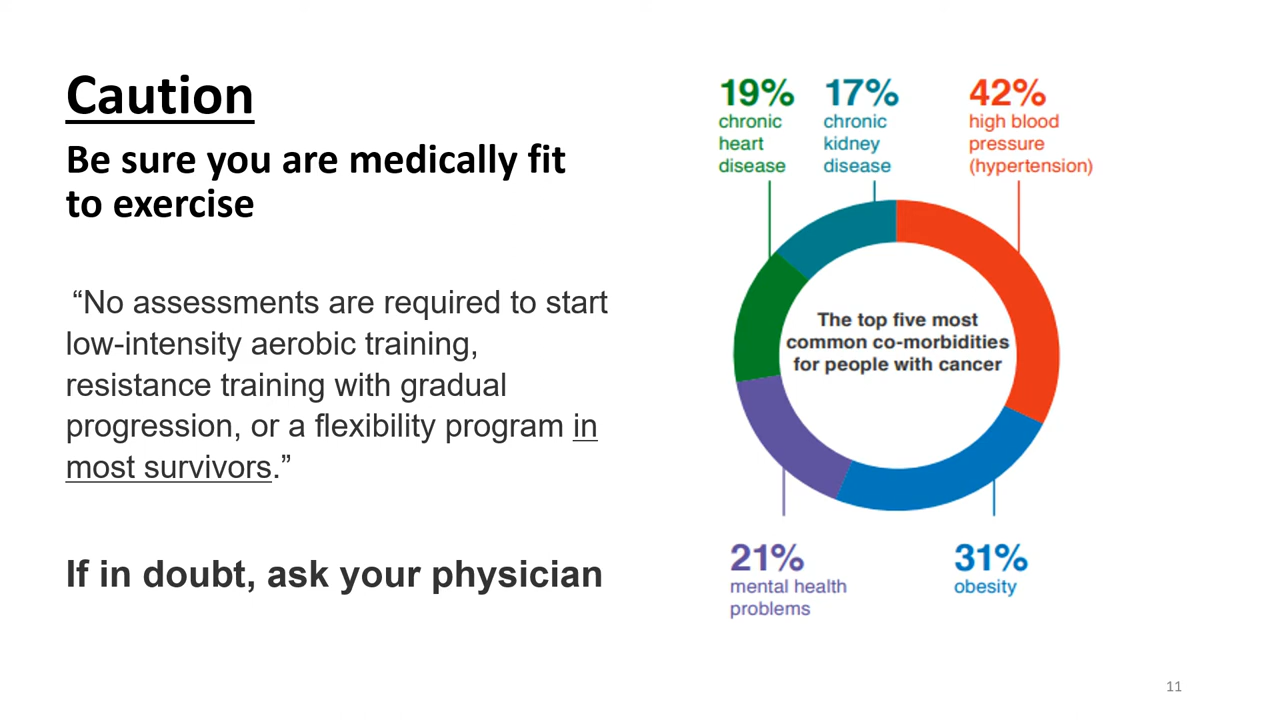 Caution
Be sure you are medically fit
to exercise
“No assessments are required to start
low-intensity aerobic training,
resistance training with gradual
progression, or a flexibility program in
most survivors.”
If in doubt, ask your physician
19%
chronic
heart
disease
17%
chronic
kidney
disease
42%
high blood
pressure
(hypertension)
The top five most
common co-morbidities
for people with cancer
21%
mental health
problems
31%
obesity
11